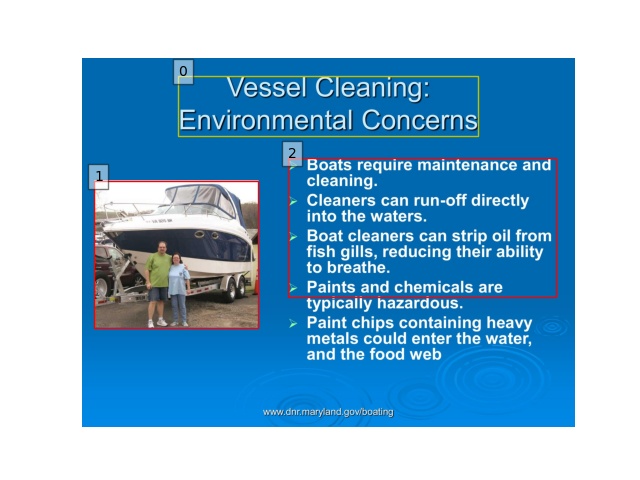 0
Vessel Cleaning:
Environmental Concerns
1
2
Boats require maintenance and
cleaning.
Cleaners can run-off directly
into the waters.
Boat cleaners can strip oil from
fish gills, reducing their ability
to breathe.
Paints and chemicals are
typically hazardous.
Paint chips containing heavy
metals could enter the water,
and the food web
www.dnr.maryland.gov/boating